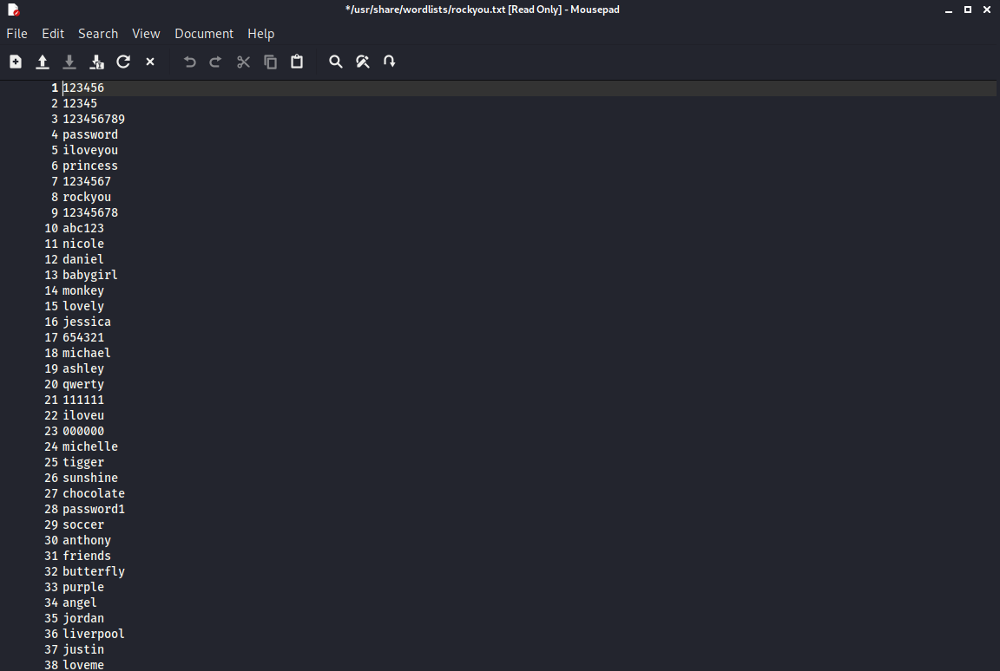 */usr/share/wordlists/rockyou.txt [Read Only] - Mousepad
File Edit Search View Document Help
1 123456
2 12345
3 123456789
4 password
5 iloveyou
6 princess
7 1234567
8 rockyou
9 12345678
10 abc123
11 nicole
12 daniel
13 babygirl
14 monkey
15 lovely
16 jessica
17 654321
18 michael
19 ashley
20 qwerty
21 111111
22 iloveu
23 000000
24 michelle
25 tigger
26 sunshine
27 chocolate
28 password1
29 soccer
30 anthony
31 friends
32 butterfly
33 purple
34 angel
35 jordan
36 liverpool
37 justin
38 loveme